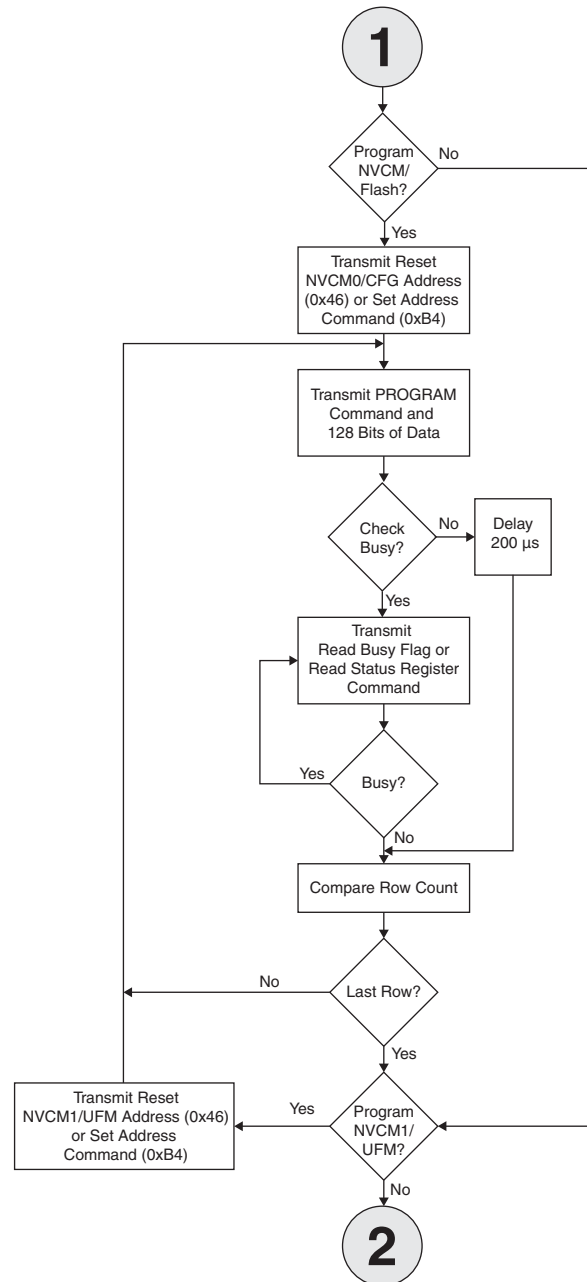 1
Program
NVCM/
Flash?
No
Yes
Transmit Reset
NVCM0/CFG Address
(0x46) or Set Address
Command (0xB4)
Transmit PROGRAM
Command and
128 Bits of Data
Check
Busy?
No
Delay
200 µs
Yes
Transmit
Read Busy Flag or
Read Status Register
Command
Yes
Busy?
No
Compare Row Count
No
Last Row?
Yes
Transmit Reset
NVCM1/UFM Address (0x46)
or Set Address
Command (0xB4)
Yes
Program
NVCM1/
UFM?
No
2